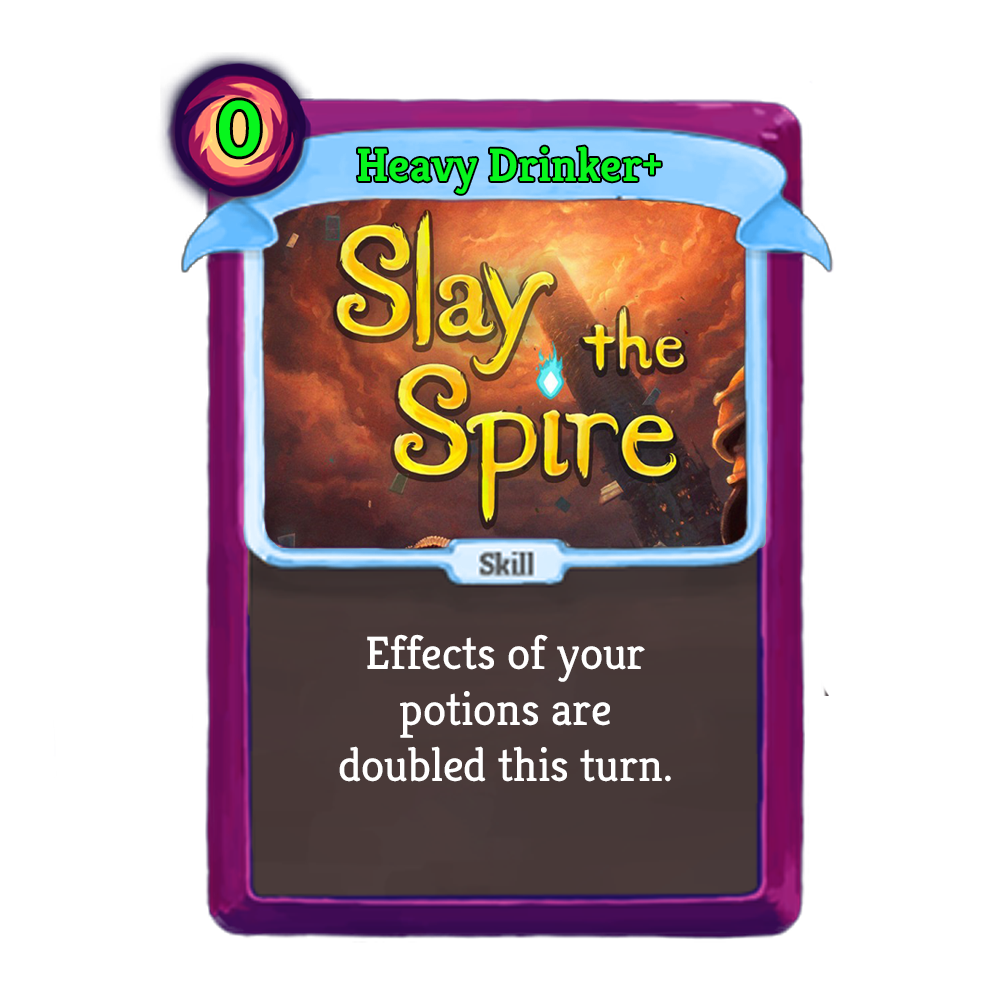 0
Heavy Drinker+
Slay
the
Spire
Skill
Effects of your
potions are
doubled this turn.